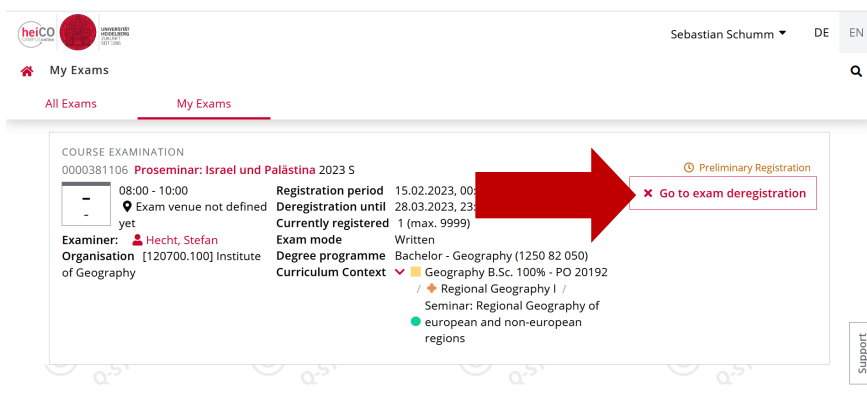 heiCO
CAMPUSonline
UNIVERSITÄT
HEIDELBERG
ZUKUNFT
SEIT 1386
Sebastian Schumm
DE
EN
My Exams
All Exams
My Exams
COURSE EXAMINATION
0000381106 Proseminar: Israel und Palästina 2023 S
Preliminary Registration
Go to exam deregistration
–
-
08:00 - 10:00
Exam venue not defined
yet
Examiner: Hecht, Stefan
Organisation [120700.100] Institute
of Geography
Registration period 15.02.2023, 00:
Deregistration until 28.03.2023, 23:
Currently registered 1 (max. 9999)
Exam mode Written
Degree programme Bachelor - Geography (1250 82 050)
Curriculum Context Geography B.Sc. 100% - PO 20192
/ Regional Geography I /
Seminar: Regional Geography of
european and non-european
regions
Support